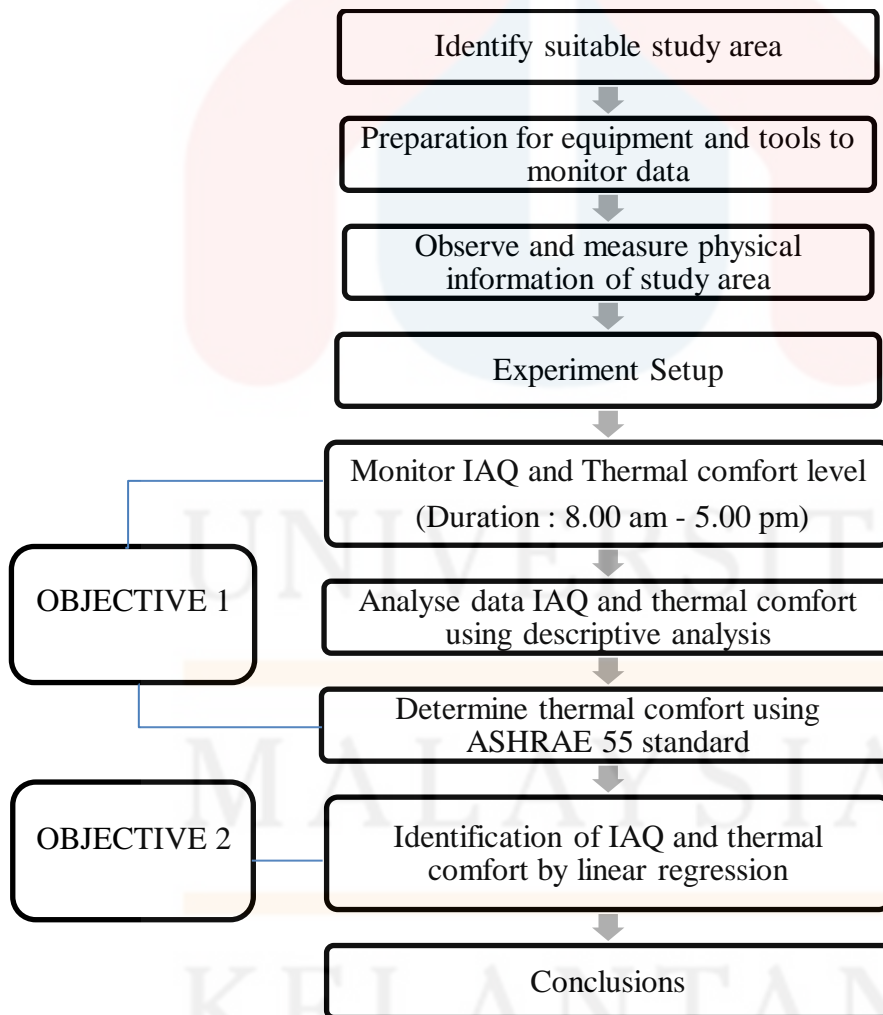 Identify suitable study area
Preparation for equipment and tools to
monitor data
Observe and measure physical
information of study area
Experiment Setup
Monitor IAQ and Thermal comfort level
(Duration : 8.00 am - 5.00 pm)
OBJECTIVE 1
Analyse data IAQ and thermal comfort
using descriptive analysis
Determine thermal comfort using
ASHRAE 55 standard
OBJECTIVE 2
Identification of IAQ and thermal
comfort by linear regression
Conclusions
UNIVERSIT
MALAYSIA
KELANTAN